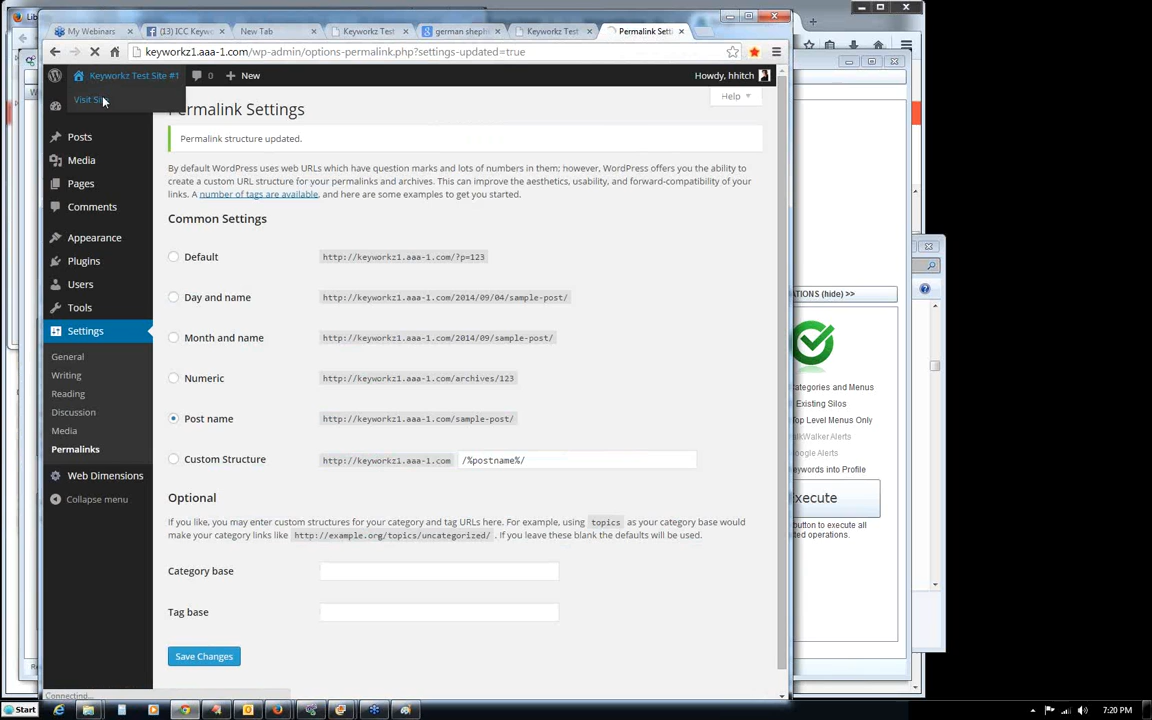 Lib
My Webinars
(13) ICC Keyword
New Tab
Keyworkz Test
german sheph
Keyworkz Test
Permalink Sett
keyworkz1.aaa-1.com/wp-admin/options-permalink.php?settings-updated=true
Keyworkz Test Site #1
0
New
Howdy, hhitch
Visit
Help
Permalink Settings
Permalink structure updated.
By default WordPress uses web URLs which have question marks and lots of numbers in them; however, WordPress offers you the ability to
create a custom URL structure for your permalinks and archives. This can improve the aesthetics, usability, and forward-compatibility of your
links. A number of tags are available, and here are some examples to get you started.
Posts
Media
Pages
Comments
Appearance
Plugins
Users
Tools
Settings
General
Writing
Reading
Discussion
Media
Permalinks
Web Dimensions
Collapse menu
Common Settings
Default
http://keyworkz1.aaa-1.com/?p=123
Day and name
http://keyworkz1.aaa-1.com/2014/09/04/sample-post/
Month and name
http://keyworkz1.aaa-1.com/2014/09/sample-post/
Numeric
http://keyworkz1.aaa-1.com/archives/123
Post name
http://keyworkz1.aaa-1.com/sample-post/
Custom Structure
http://keyworkz1.aaa-1.com
/%postname%/
Optional
If you like, you may enter custom structures for your category and tag URLs here. For example, using topics as your category base would
make your category links like http://example.org/topics/uncategorized/ . If you leave these blank the defaults will be used.
Category base
Tag base
Save Changes
Connecting...
ATIONS (hide) >>
Categories and Menus
Existing Silos
Top Level Menus Only
alkWalker Alerts
ogle Alerts
eywords into Profile
xecute
button to execute all
ted operations.
Start
7:20 PM